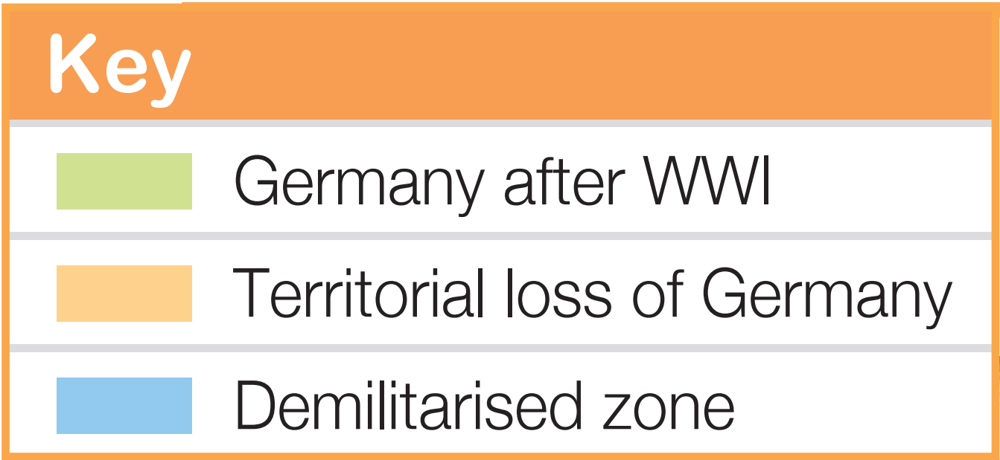 Key
Germany after WWI
Territorial loss of Germany
Demilitarised zone